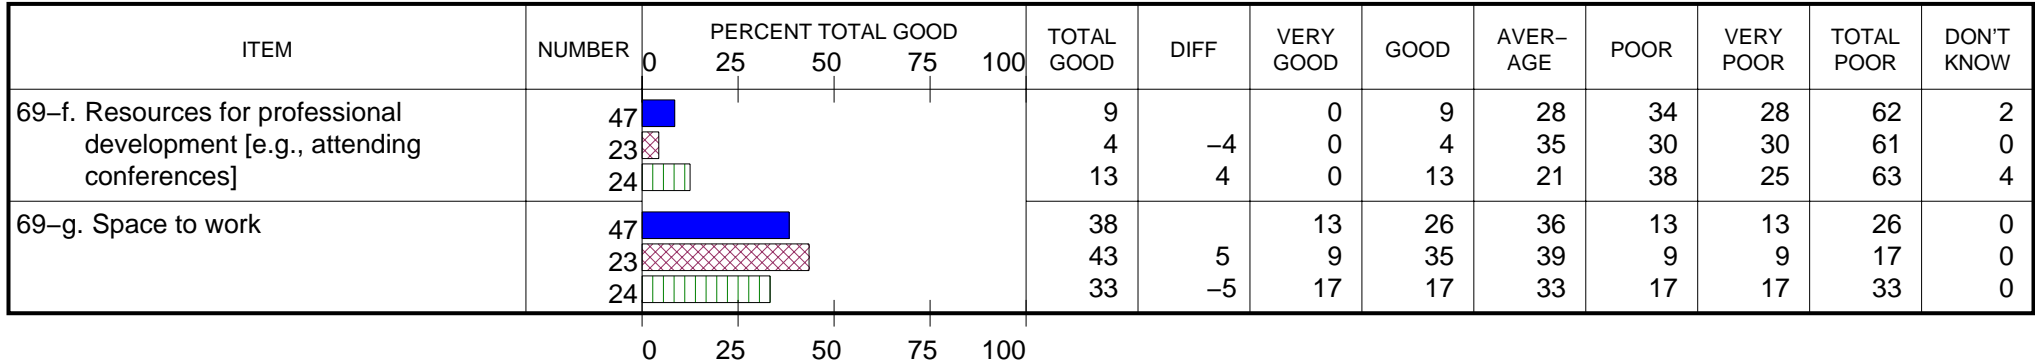 ITEM NUMBER PERCENT TOTAL GOOD TOTAL GOOD DIFF VERY GOOD GOOD AVER– AGE POOR VERY POOR TOTAL POOR DON'T KNOW
0 25 50 75 100
69–f. Resources for professional 47 9 0 9 28 34 28 62 2
development [e.g., attending 23 4 –4 0 4 35 30 30 61 0
conferences] 24 13 4 0 13 21 38 25 63 4
69–g. Space to work 47 38 13 26 36 13 13 26 0
23 43 5 9 35 39 9 9 17 0
24 33 –5 17 17 33 17 17 33 0
0 25 50 75 100